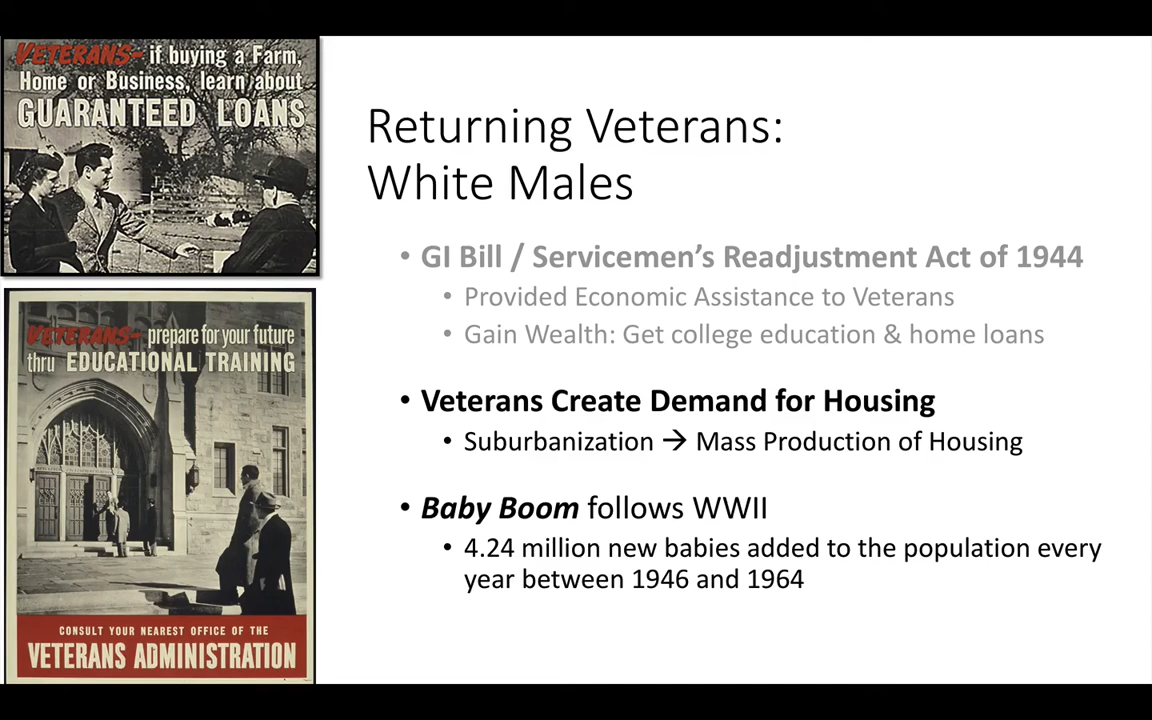 VETERANS- if buying a Farm,
Home or Business, learn about
GUARANTEED LOANS
VETERANS- prepare for your future
thru EDUCATIONAL TRAINING
CONSULT YOUR NEAREST OFFICE OF THE
VETERANS ADMINISTRATION
Returning Veterans:
White Males
• GI Bill / Servicemen’s Readjustment Act of 1944
• Provided Economic Assistance to Veterans
• Gain Wealth: Get college education & home loans
• Veterans Create Demand for Housing
• Suburbanization → Mass Production of Housing
• Baby Boom follows WWII
• 4.24 million new babies added to the population every
year between 1946 and 1964